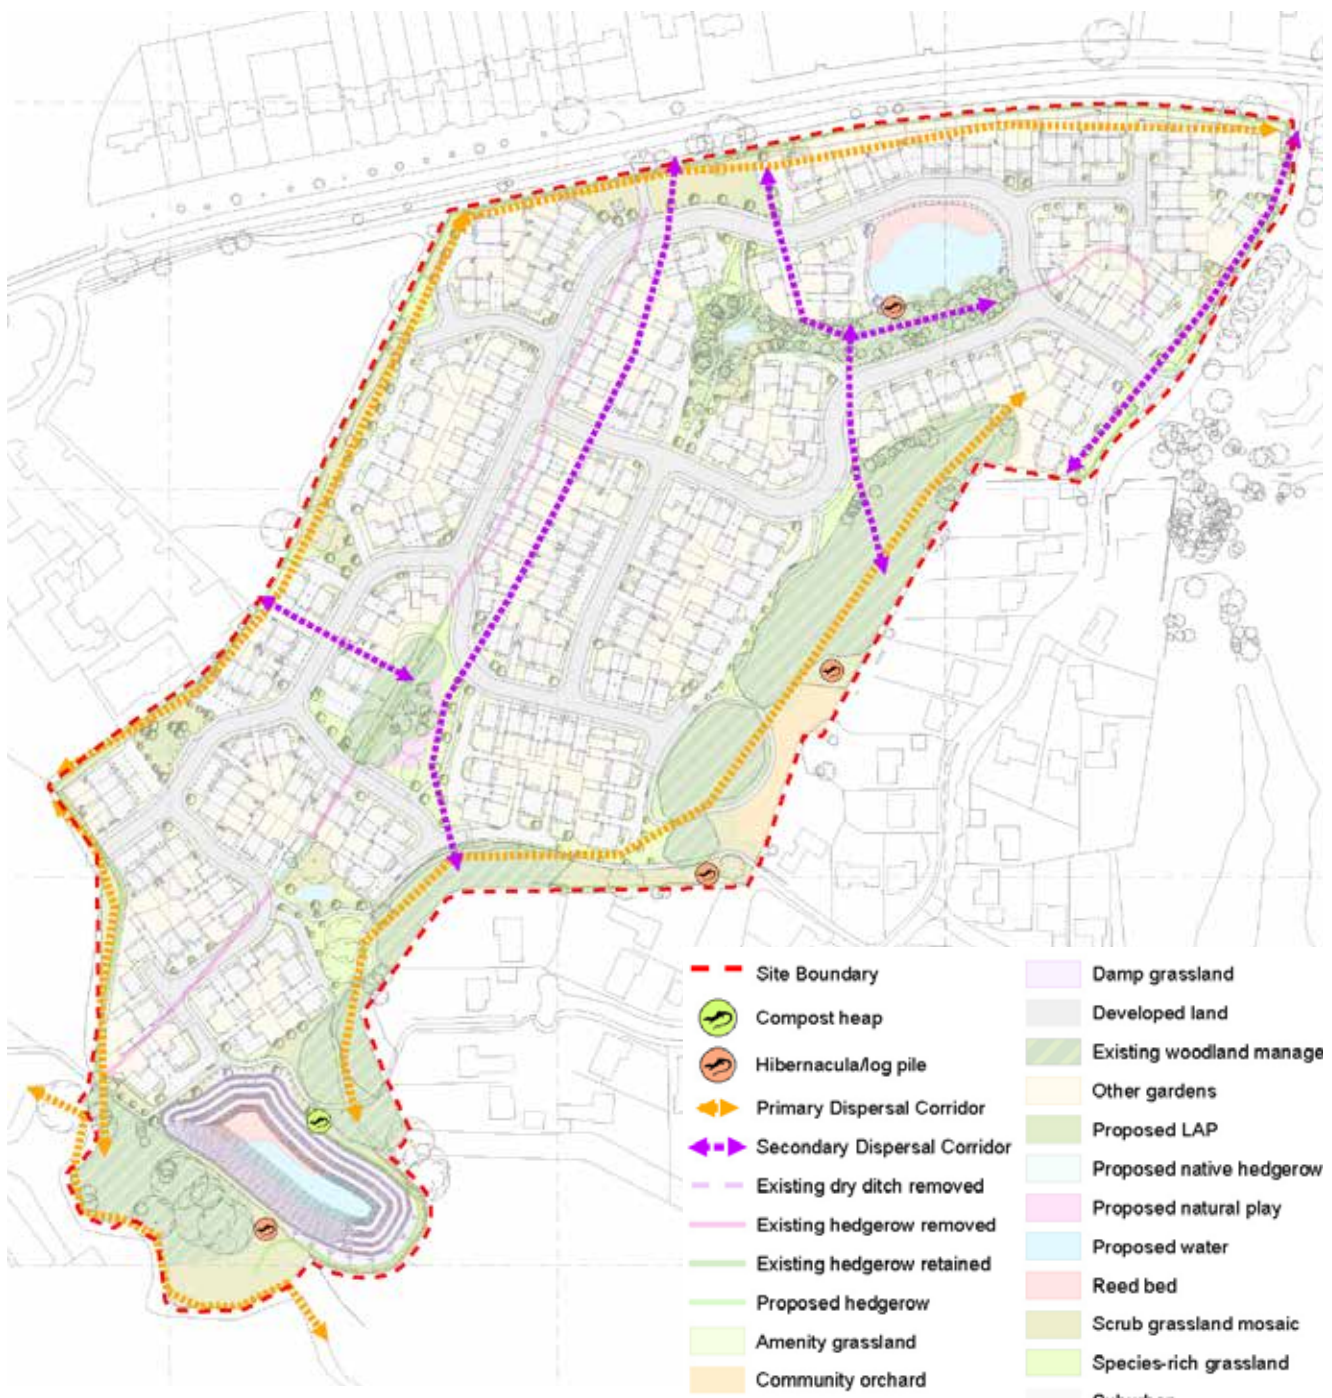 Site Boundary
Compost heap
Hibernacula/log pile
Primary Dispersal Corridor
Secondary Dispersal Corridor
Existing dry ditch removed
Existing hedgerow removed
Existing hedgerow retained
Proposed hedgerow
Amenity grassland
Community orchard
Damp grassland
Developed land
Existing woodland manage
Other gardens
Proposed LAP
Proposed native hedgerow
Proposed natural play
Proposed water
Reed bed
Scrub grassland mosaic
Species-rich grassland